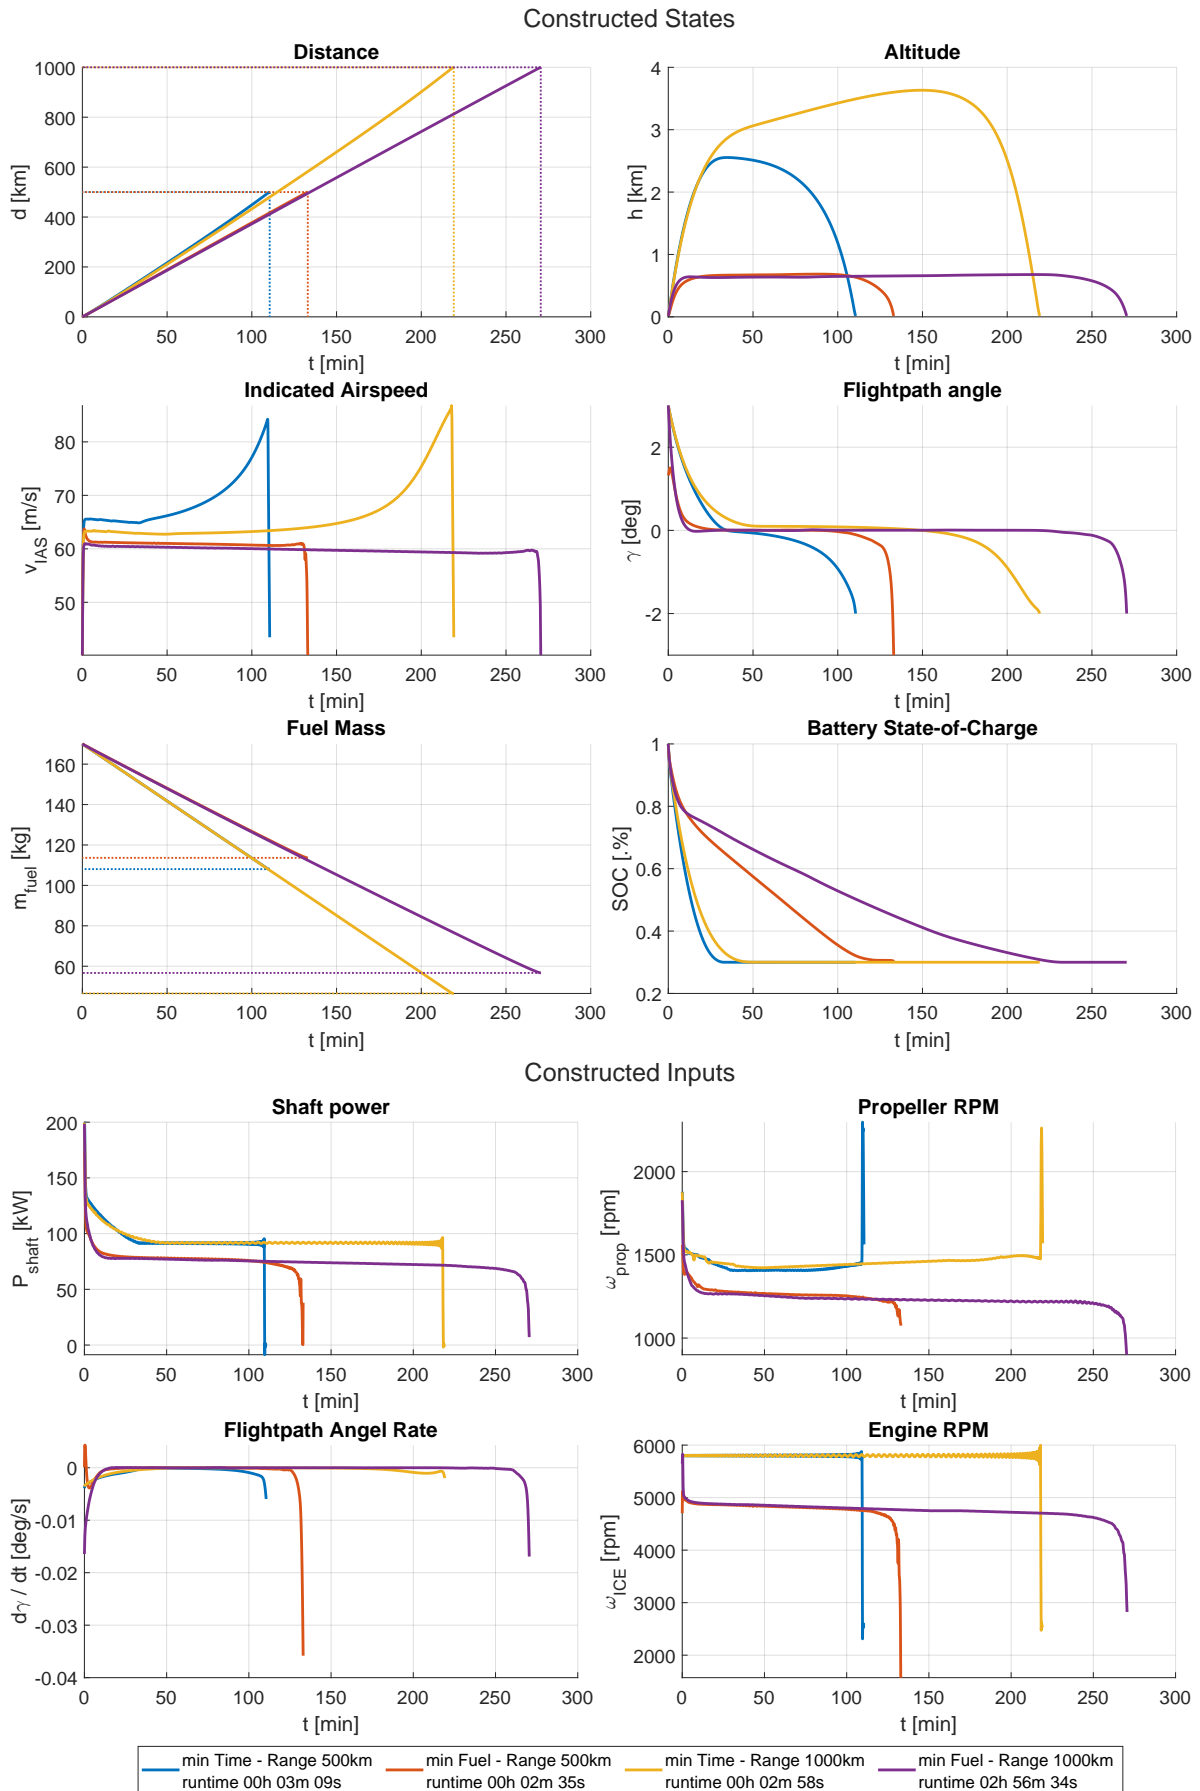 Constructed States
Distance
1000
800
600
400
200
0
d [km]
0 50 100 150 200 250 300
t [min]
Altitude
4
3
2
1
0
h [km]
0 50 100 150 200 250 300
t [min]
Indicated Airspeed
80
70
60
50
v_IAS [m/s]
0 50 100 150 200 250 300
t [min]
Flightpath angle
2
0
-2
γ [deg]
0 50 100 150 200 250 300
t [min]
Fuel Mass
160
140
120
100
80
60
m_fuel [kg]
0 50 100 150 200 250 300
t [min]
Battery State-of-Charge
1
0.8
0.6
0.4
0.2
SOC [.%]
0 50 100 150 200 250 300
t [min]
Constructed Inputs
Shaft power
200
150
100
50
0
P_shaft [kW]
0 50 100 150 200 250 300
t [min]
Propeller RPM
2000
1500
1000
ω_prop [rpm]
0 50 100 150 200 250 300
t [min]
Flightpath Angel Rate
0
-0.01
-0.02
-0.03
-0.04
dγ / dt [deg/s]
0 50 100 150 200 250 300
t [min]
Engine RPM
6000
5000
4000
3000
2000
ω_ICE [rpm]
0 50 100 150 200 250 300
t [min]
min Time - Range 500km
runtime 00h 03m 09s
min Fuel - Range 500km
runtime 00h 02m 35s
min Time - Range 1000km
runtime 00h 02m 58s
min Fuel - Range 1000km
runtime 02h 56m 34s